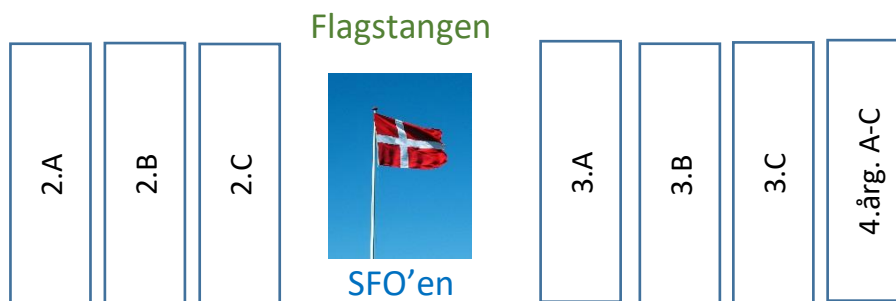 Flagstangen
2.A
2.B
2.C
3.A
3.B
3.C
4.årg. A-C
SFO'en